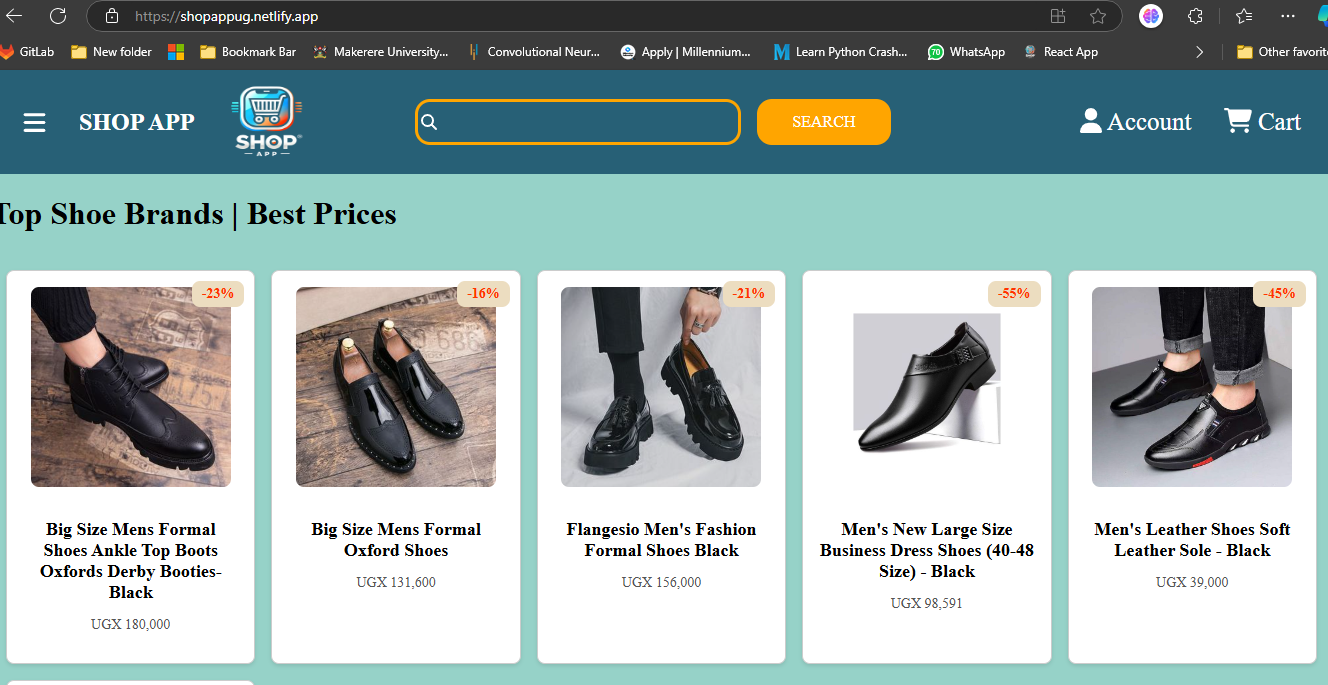 https://shopappug.netlify.app
GitLab New folder Bookmark Bar Makerere University... Convolutional Neur... Apply | Millennium... Learn Python Crash... 70 WhatsApp React App Other favorit
SHOP APP SHOP APP SEARCH Account Cart
Top Shoe Brands | Best Prices
-23% -16% -21% -55% -45%
Big Size Mens Formal
Shoes Ankle Top Boots
Oxfords Derby Booties-
Black
UGX 180,000
Big Size Mens Formal
Oxford Shoes
UGX 131,600
Flangesio Men's Fashion
Formal Shoes Black
UGX 156,000
Men's New Large Size
Business Dress Shoes (40-48
Size) - Black
UGX 98,591
Men's Leather Shoes Soft
Leather Sole - Black
UGX 39,000